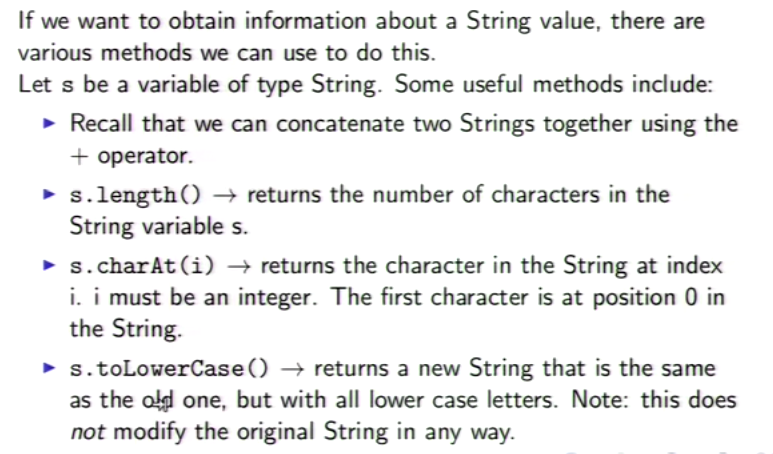 If we want to obtain information about a String value, there are
various methods we can use to do this.
Let s be a variable of type String. Some useful methods include:
▶ Recall that we can concatenate two Strings together using the
+ operator.
▶ s.length() → returns the number of characters in the
String variable s.
▶ s.charAt(i) → returns the character in the String at index
i. i must be an integer. The first character is at position 0 in
the String.
▶ s.toLowerCase() → returns a new String that is the same
as the old one, but with all lower case letters. Note: this does
not modify the original String in any way.